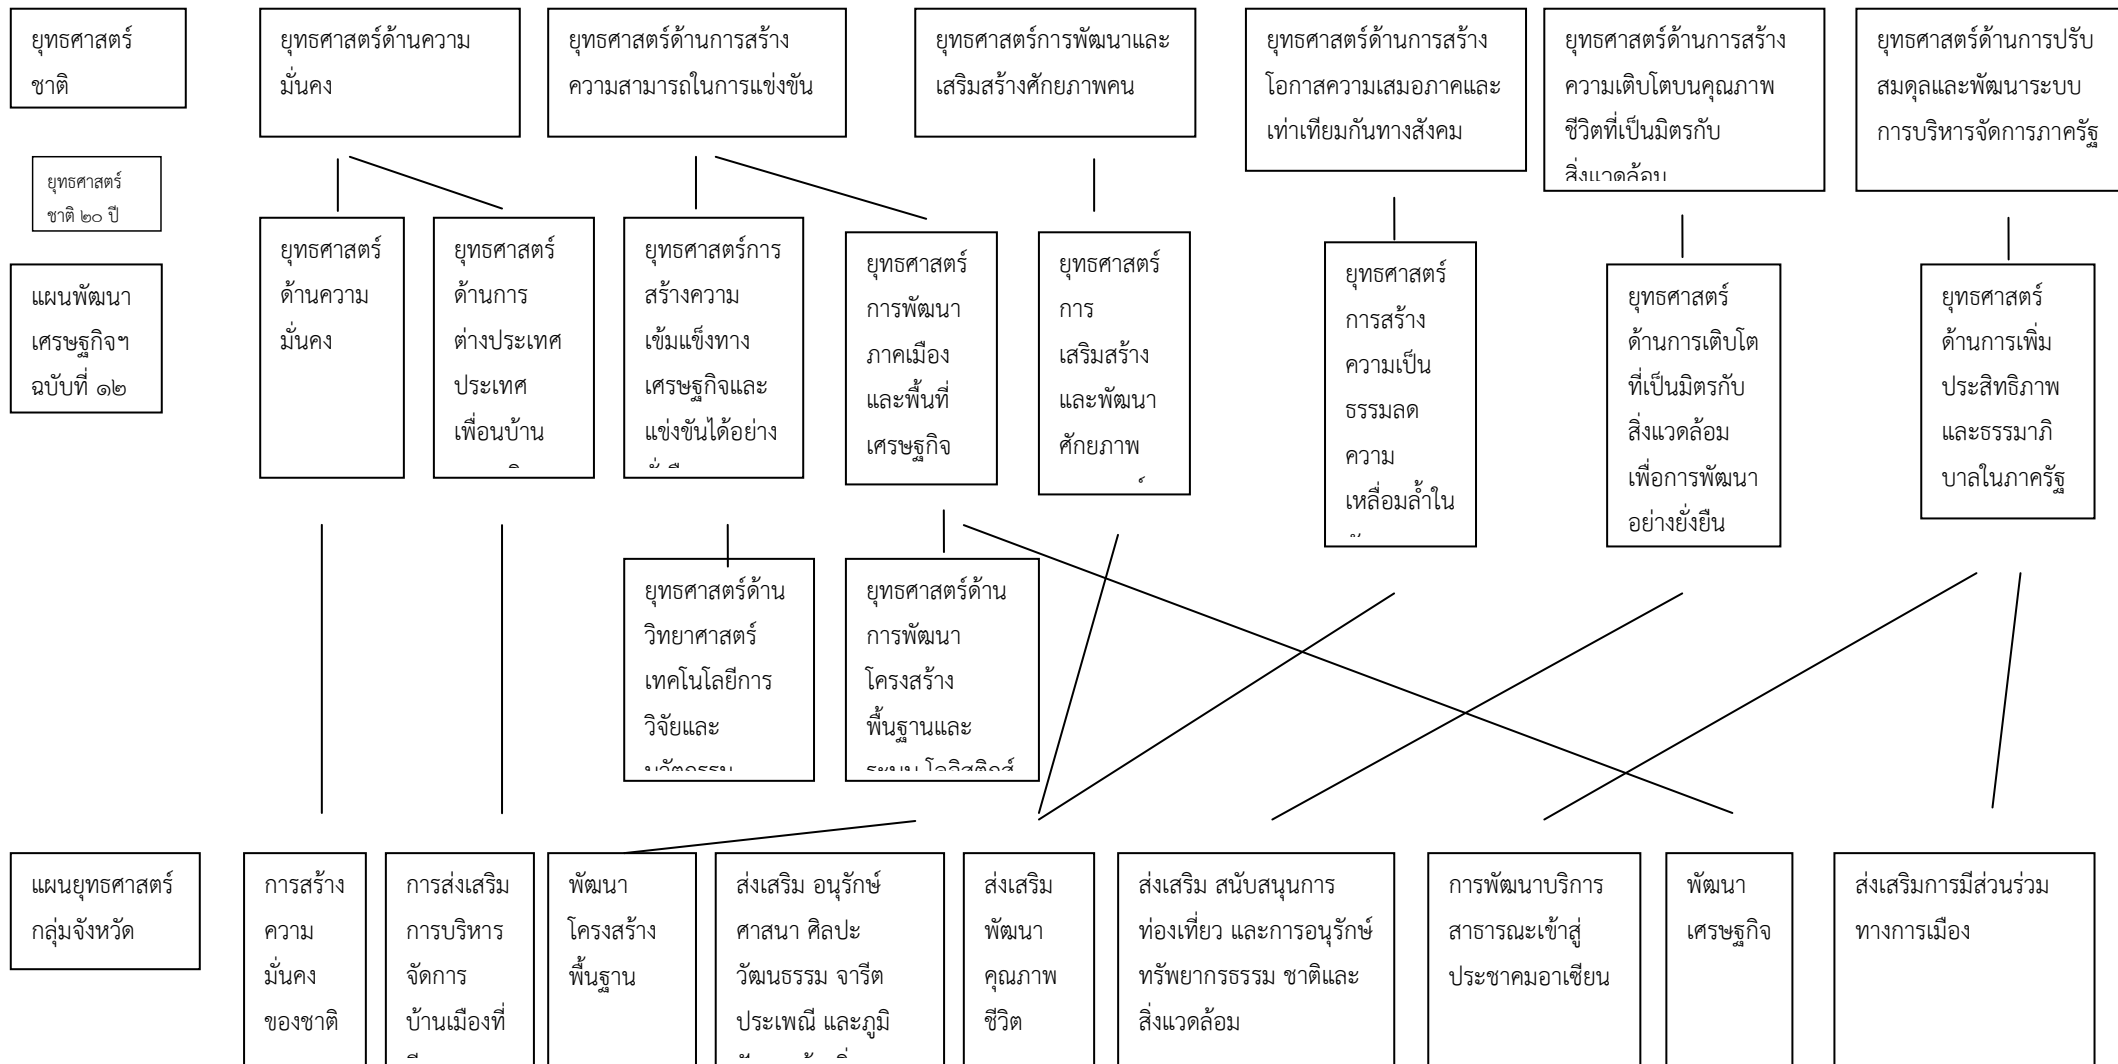 ยุทธศาสตร์
ชาติ
ยุทธศาสตร์ด้านความ
มั่นคง
ยุทธศาสตร์ด้านการสร้าง
ความสามารถในการแข่งขัน
ยุทธศาสตร์การพัฒนาและ
เสริมสร้างศักยภาพคน
ยุทธศาสตร์ด้านการสร้าง
โอกาสความเสมอภาคและ
เท่าเทียมกันทางสังคม
ยุทธศาสตร์ด้านการสร้าง
ความเติบโตบนคุณภาพ
ชีวิตที่เป็นมิตรกับ
สิ่งแวดล้อม
ยุทธศาสตร์ด้านการปรับ
สมดุลและพัฒนาระบบ
การบริหารจัดการภาครัฐ
ยุทธศาสตร์
ชาติ ๒๐ ปี
แผนพัฒนา
เศรษฐกิจฯ
ฉบับที่ ๑๒
ยุทธศาสตร์
ด้านความ
มั่นคง
ยุทธศาสตร์
ด้านการ
ต่างประเทศ
ประเทศ
เพื่อนบ้าน
ยุทธศาสตร์การ
สร้างความ
เข้มแข็งทาง
เศรษฐกิจและ
แข่งขันได้อย่าง
ยุทธศาสตร์
การพัฒนา
ภาคเมือง
และพื้นที่
เศรษฐกิจ
ยุทธศาสตร์
การ
เสริมสร้าง
และพัฒนา
ศักยภาพ
ยุทธศาสตร์
การสร้าง
ความเป็น
ธรรมลด
ความ
เหลื่อมล้ำใน
ยุทธศาสตร์
ด้านการเติบโต
ที่เป็นมิตรกับ
สิ่งแวดล้อม
เพื่อการพัฒนา
อย่างยั่งยืน
ยุทธศาสตร์
ด้านการเพิ่ม
ประสิทธิภาพ
และธรรมาภิ
บาลในภาครัฐ
ยุทธศาสตร์ด้าน
วิทยาศาสตร์
เทคโนโลยีการ
วิจัยและ
นวัตกรรม
ยุทธศาสตร์ด้าน
การพัฒนา
โครงสร้าง
พื้นฐานและ
ระบบ โลจิสติกส์
แผนยุทธศาสตร์
กลุ่มจังหวัด
การสร้าง
ความ
มั่นคง
ของชาติ
การส่งเสริม
การบริหาร
จัดการ
บ้านเมืองที่
พัฒนา
โครงสร้าง
พื้นฐาน
ส่งเสริม อนุรักษ์
ศาสนา ศิลปะ
วัฒนธรรม จารีต
ประเพณี และภูมิ
ส่งเสริม
พัฒนา
คุณภาพ
ชีวิต
ส่งเสริม สนับสนุนการ
ท่องเที่ยว และการอนุรักษ์
ทรัพยากรธรรม ชาติและ
สิ่งแวดล้อม
การพัฒนาบริการ
สาธารณะเข้าสู่
ประชาคมอาเซียน
พัฒนา
เศรษฐกิจ
ส่งเสริมการมีส่วนร่วม
ทางการเมือง